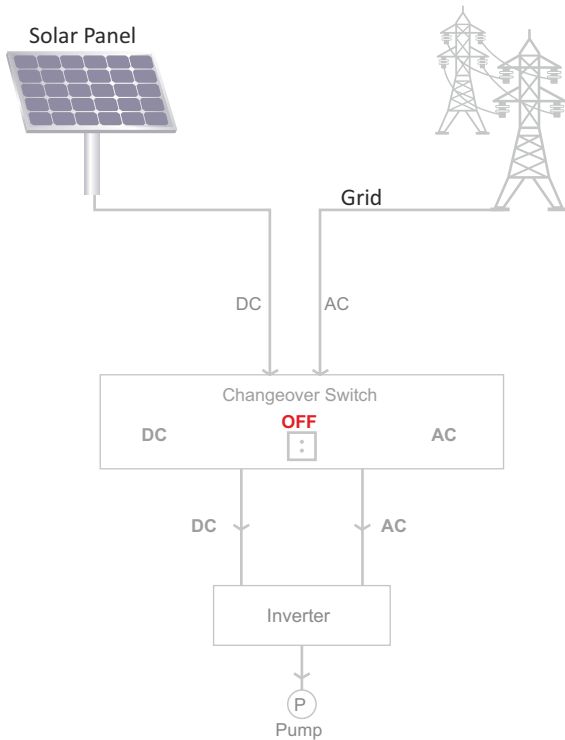 Solar Panel
Grid
DC
AC
Changeover Switch
OFF
DC
AC
:
DC
AC
Inverter
P
Pump